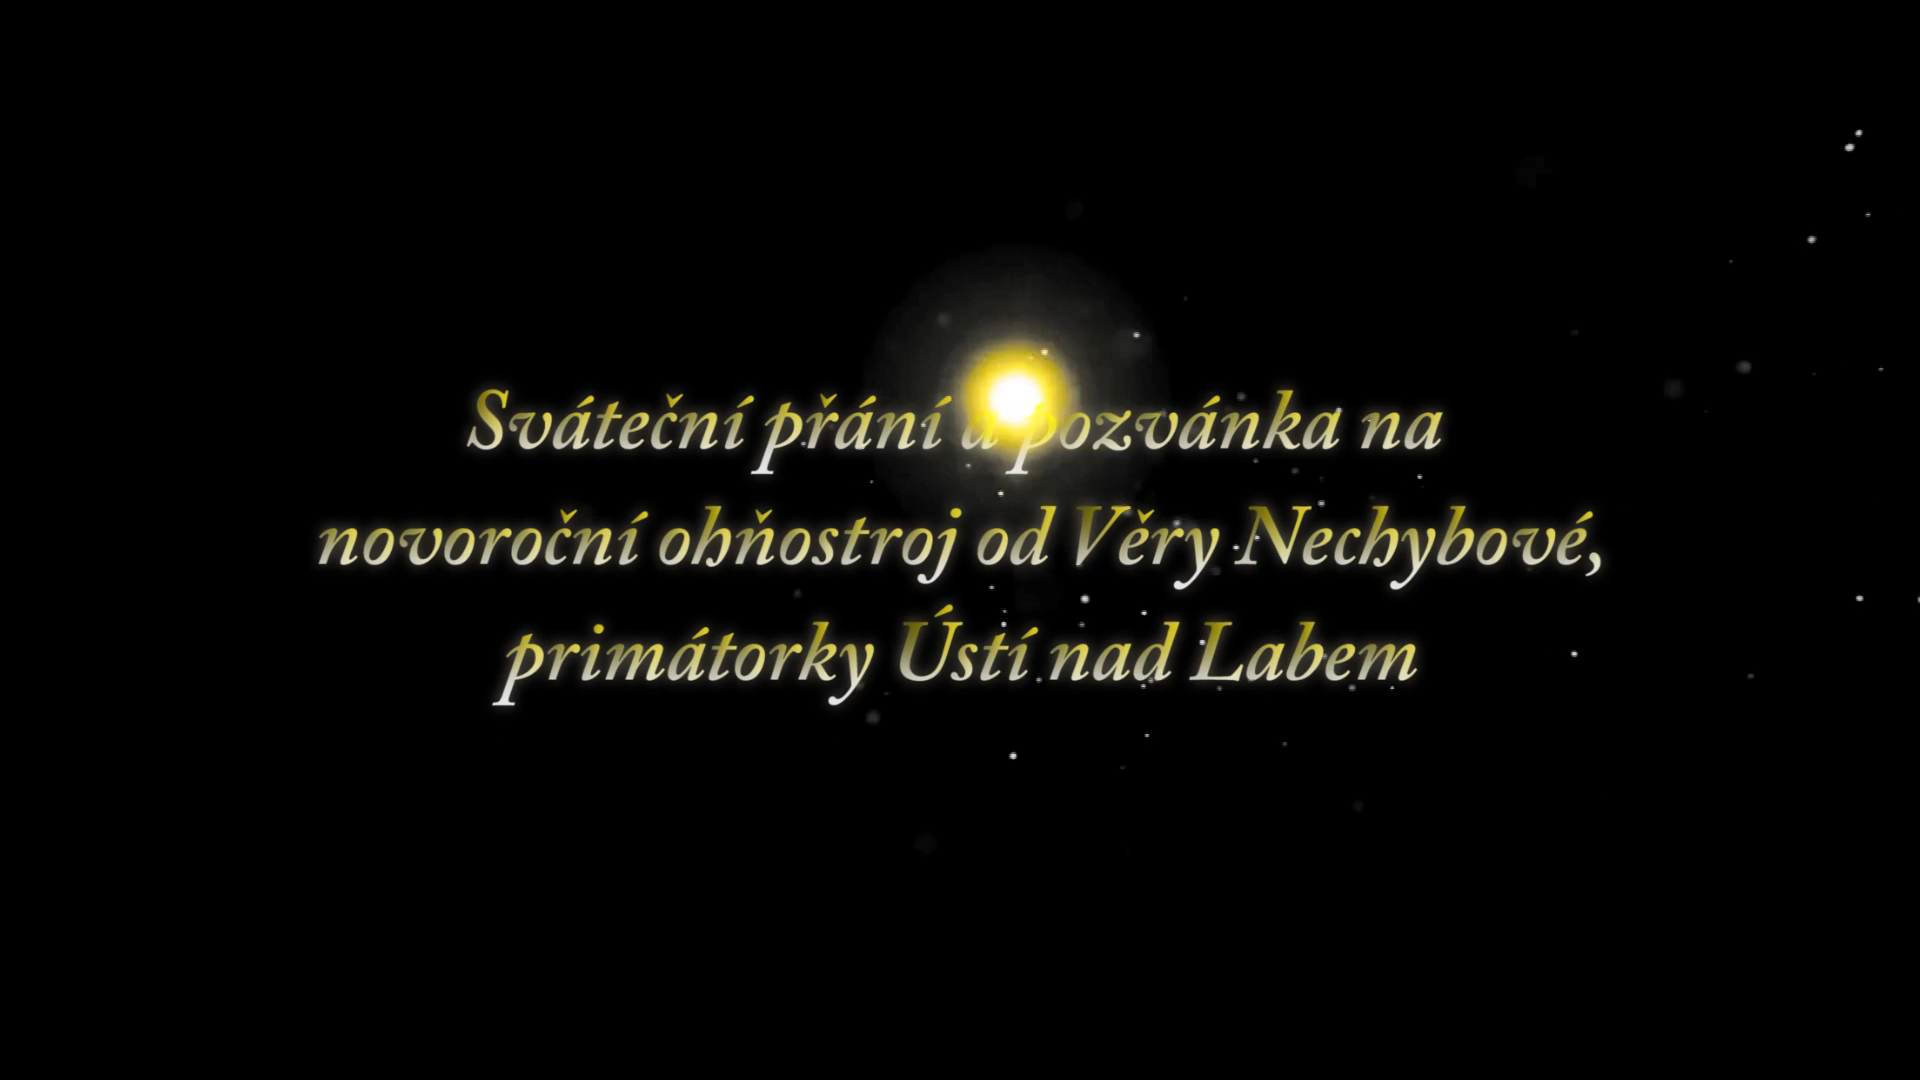 Sváteční přání a pozvánka na
novoroční ohňostroj od Věry Nechybové,
primátorky Ústí nad Labem